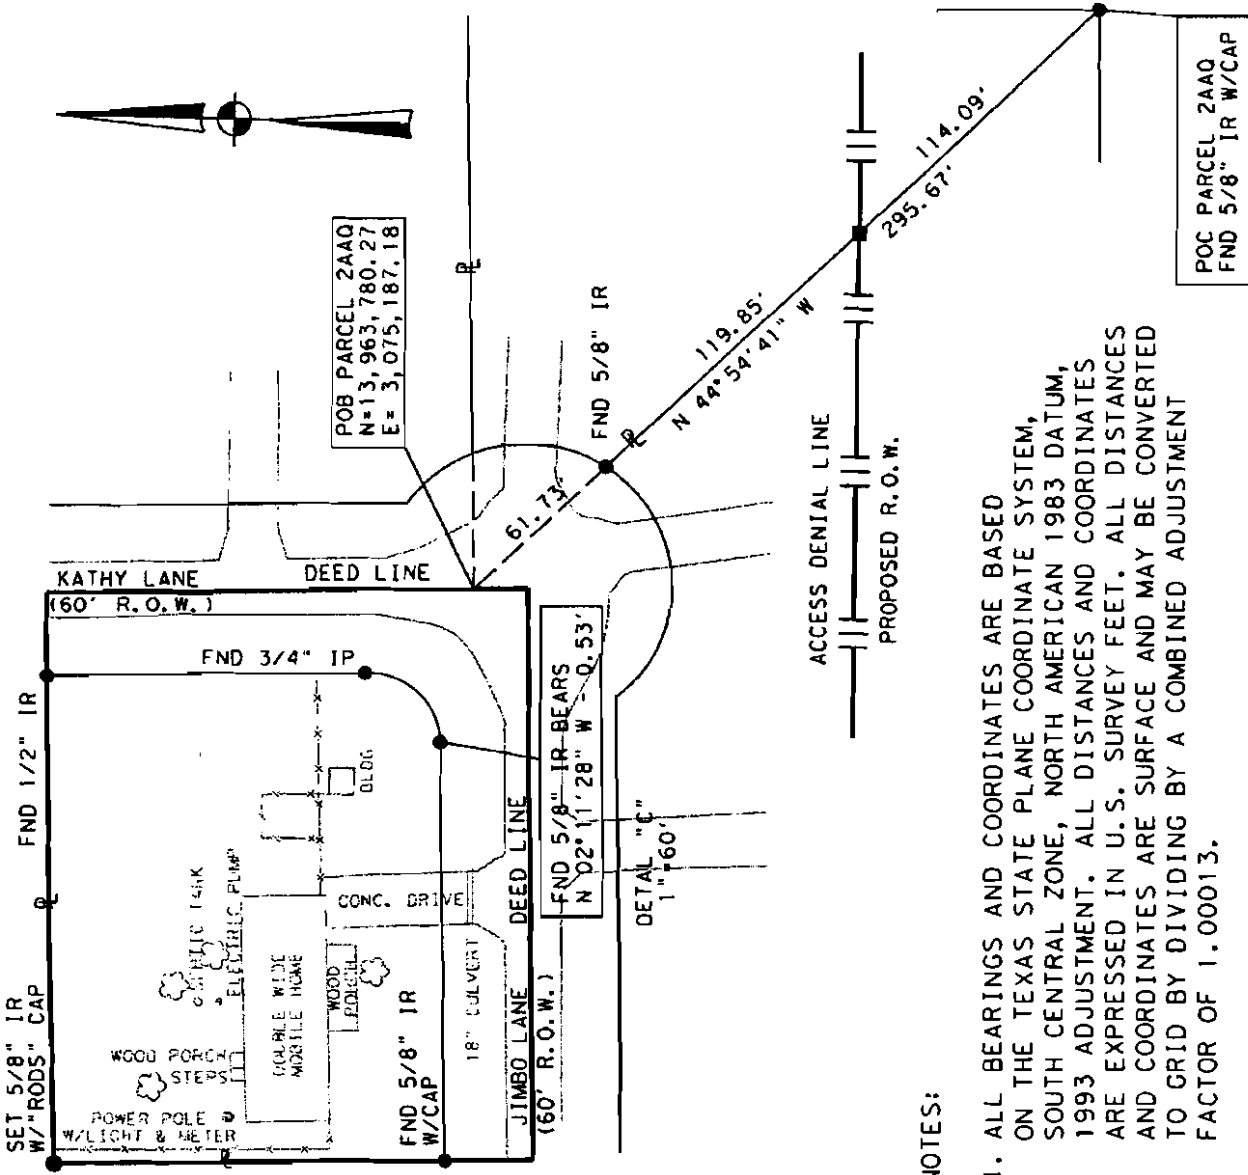 SET 5/8" IR
W/"RODS" CAP
FND 1/2" IR
KATHY LANE
(60' R.O.W.)
DEED LINE
FND 3/4" IP
POB PARCEL 2AAQ
N=13,963,780.27
E= 3,075,187.18
BLDG
ELECTRIC PUMP
CONC. DRIVE
DOUBLE WIDE
MOBILE HOME
WOOD
WOOD PORCH
STEPS
POWER POLE
W/LIGHT & METER
FND 5/8" IR
W/CAP
18" CULVERT
JIMBO LANE
(60' R.O.W.)
DEED LINE
FND 5/8" IR BEARS
N 02°11'28" W - 0.53'
DETAIL "C"
1"=60'
61.73'
FND 5/8" IR
119.85'
N 44°54'41" W
114.09'
295.67'
ACCESS DENIAL LINE
PROPOSED R.O.W.
POC PARCEL 2AAQ
FND 5/8" IR W/CAP
NOTES:
1. ALL BEARINGS AND COORDINATES ARE BASED
ON THE TEXAS STATE PLANE COORDINATE SYSTEM,
SOUTH CENTRAL ZONE, NORTH AMERICAN 1983 DATUM,
1993 ADJUSTMENT. ALL DISTANCES AND COORDINATES
ARE EXPRESSED IN U.S. SURVEY FEET. ALL DISTANCES
AND COORDINATES ARE SURFACE AND MAY BE CONVERTED
TO GRID BY DIVIDING BY A COMBINED ADJUSTMENT
FACTOR OF 1.00013.